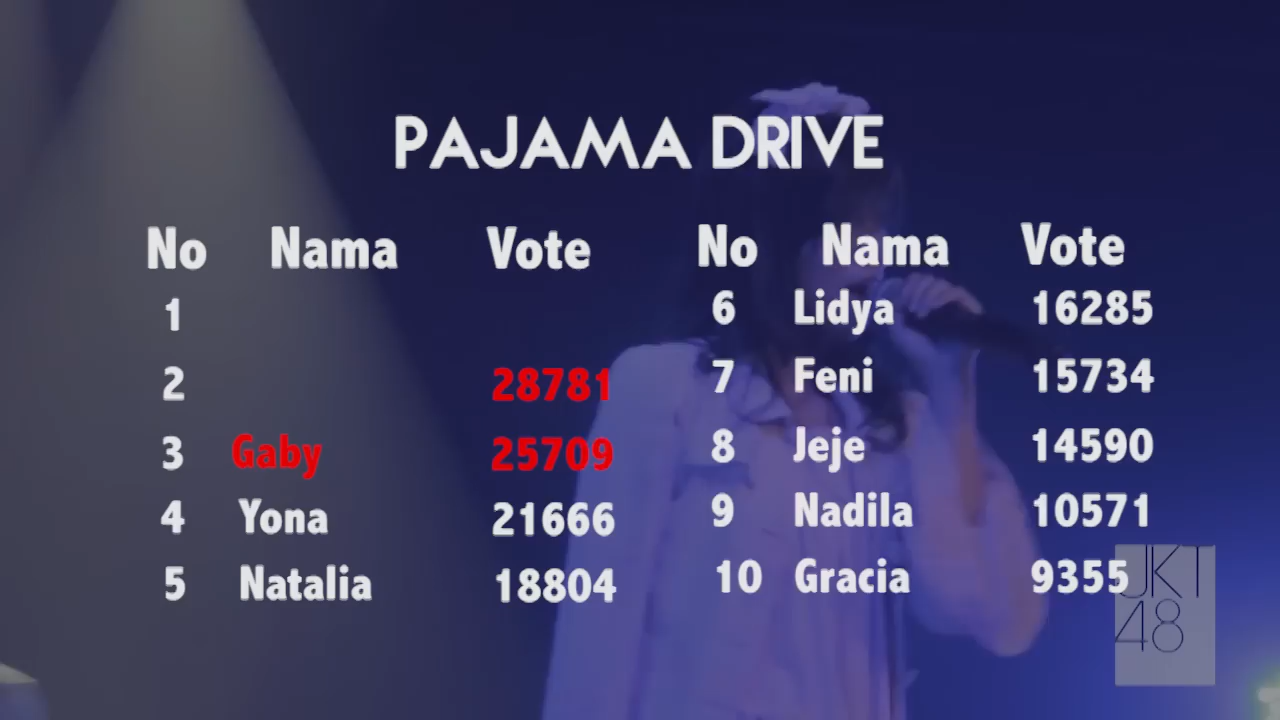 PAJAMA DRIVE
No Nama Vote
1
2 28781
3 Gaby 25709
4 Yona 21666
5 Natalia 18804
No Nama Vote
6 Lidya 16285
7 Feni 15734
8 Jeje 14590
9 Nadila 10571
10 Gracia 9355
JKT
48